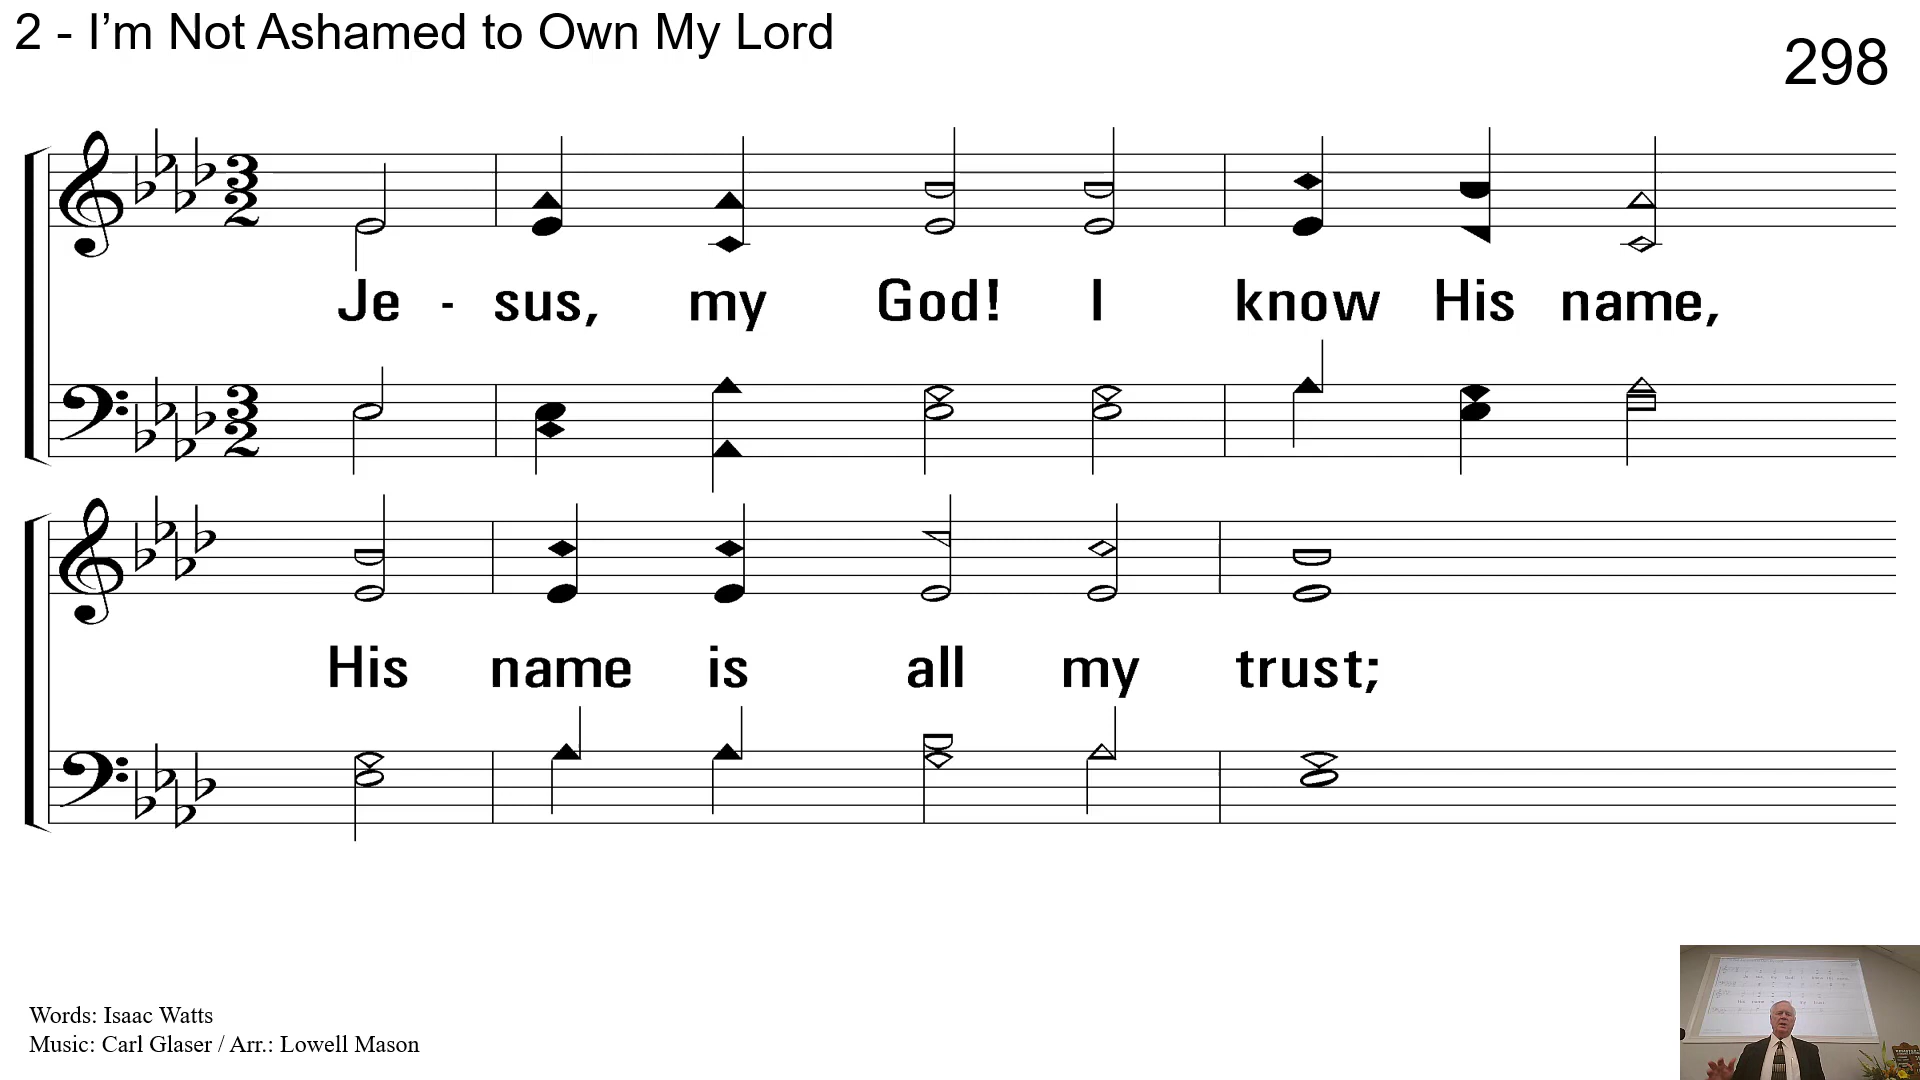 2 - I’m Not Ashamed to Own My Lord
298
Je - sus, my God! I know His name,
His name is all my trust;
Words: Isaac Watts
Music: Carl Glaser / Arr.: Lowell Mason